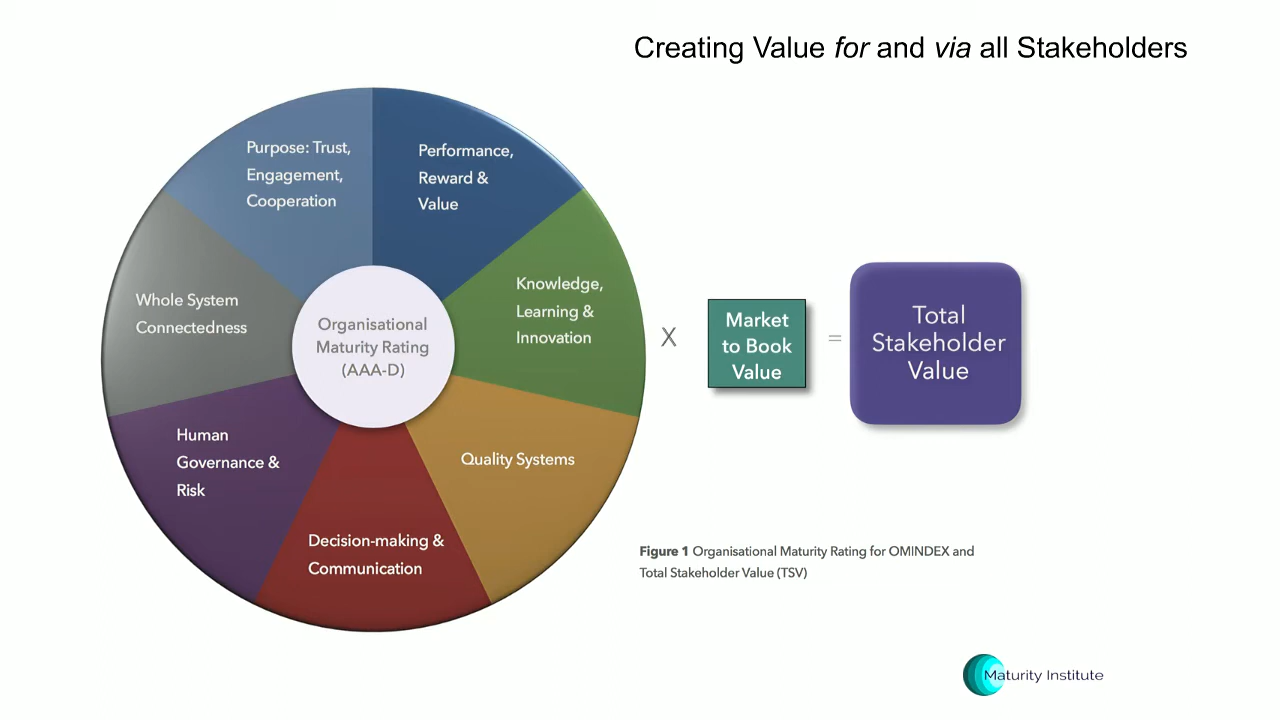 Creating Value for and via all Stakeholders
Purpose: Trust,
Engagement,
Cooperation
Performance,
Reward &
Value
Whole System
Connectedness
Organisational
Maturity Rating
(AAA-D)
Knowledge,
Learning &
Innovation
Human
Governance &
Risk
Quality Systems
Decision-making &
Communication
X
Market
to Book
Value
=
Total
Stakeholder
Value
Figure 1 Organisational Maturity Rating for OMINDEX and
Total Stakeholder Value (TSV)
Maturity Institute